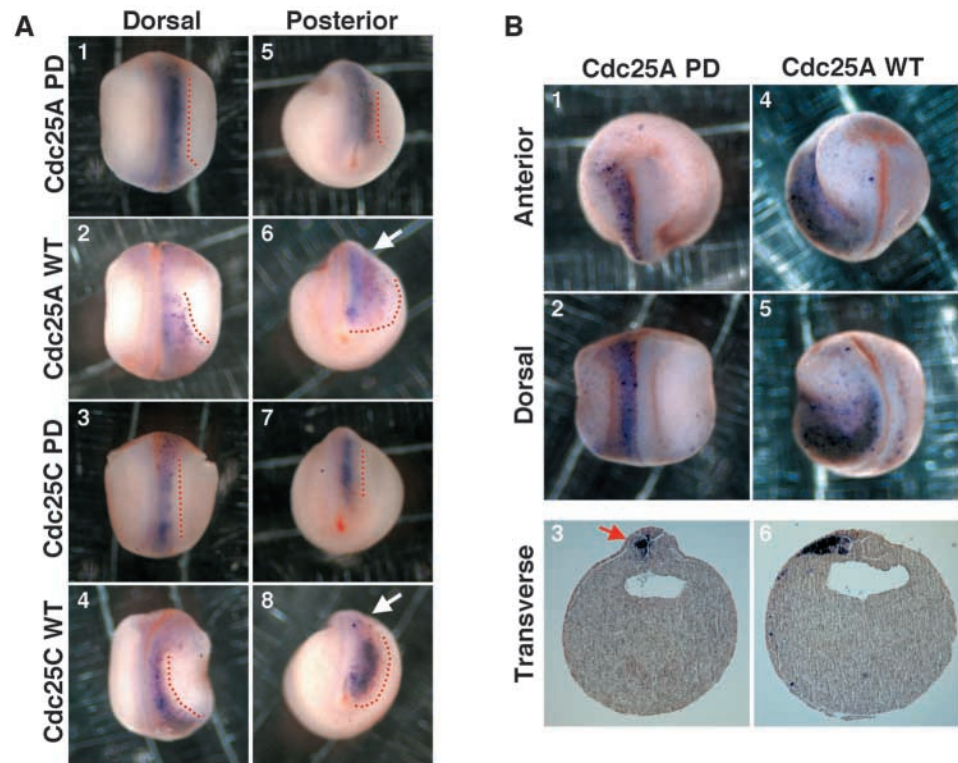 A
Dorsal
Posterior
Cdc25A PD
1
5
Cdc25A WT
2
6
Cdc25C PD
3
7
Cdc25C WT
4
8
B
Cdc25A PD
Cdc25A WT
Anterior
1
4
Dorsal
2
5
Transverse
3
6